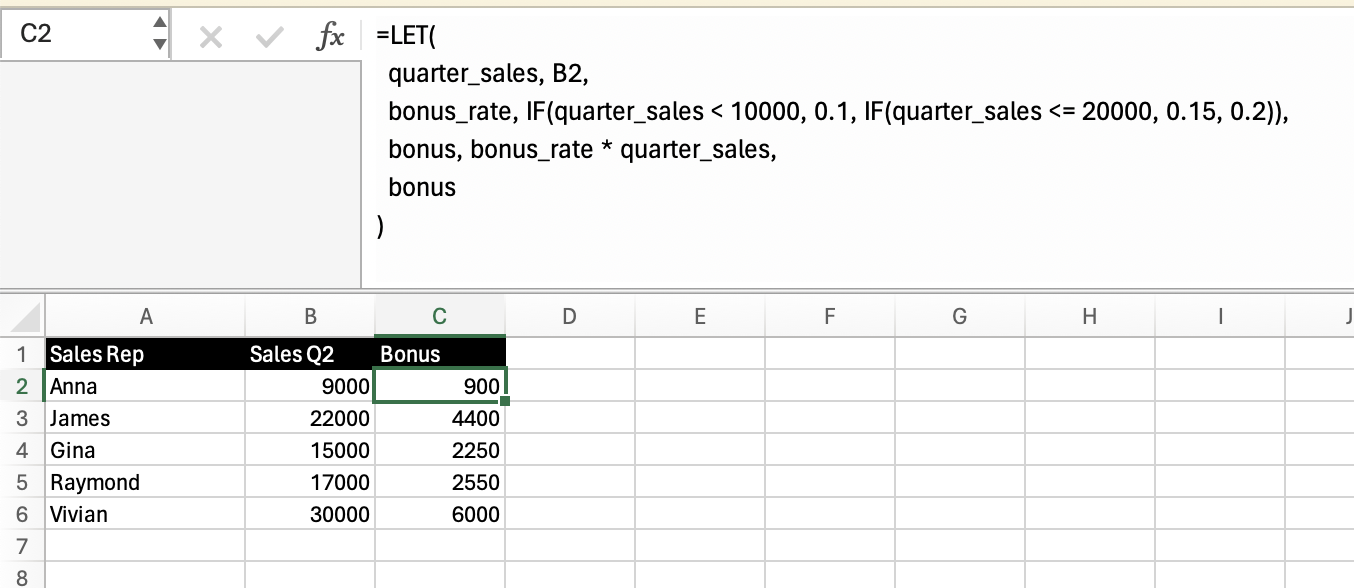 C2 fx =LET(
quarter_sales, B2,
bonus_rate, IF(quarter_sales < 10000, 0.1, IF(quarter_sales <= 20000, 0.15, 0.2)),
bonus, bonus_rate * quarter_sales,
bonus
)
A B C D E F G H I J
1 Sales Rep Sales Q2 Bonus
2 Anna 9000 900
3 James 22000 4400
4 Gina 15000 2250
5 Raymond 17000 2550
6 Vivian 30000 6000
7
8